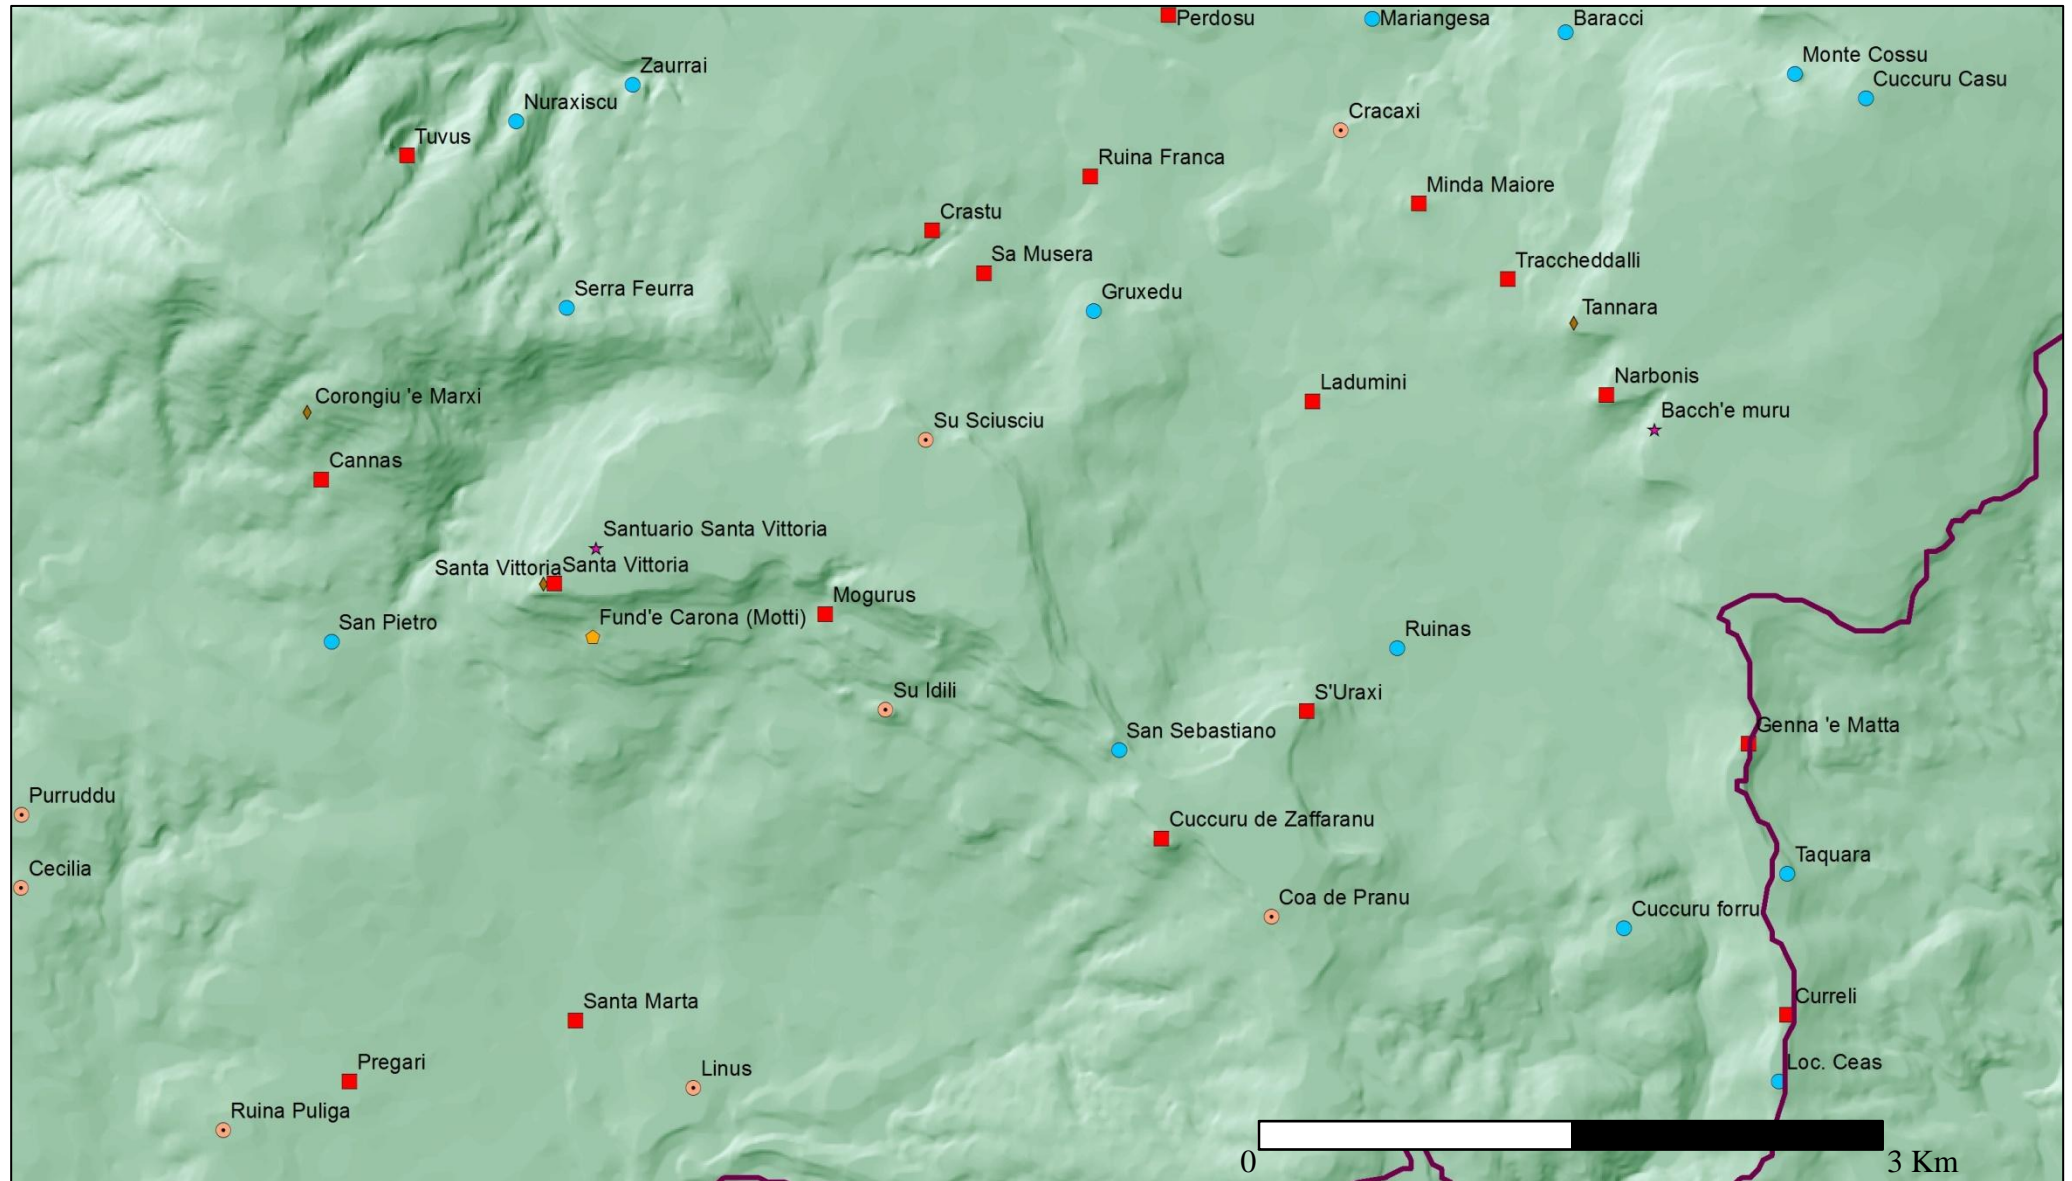 Perdosu
Mariangesa
Baracci
Monte Cossu
Zaurrai
Cuccuru Casu
Nuraxiscu
Cracaxi
Tuvus
Ruina Franca
Minda Maiore
Crastu
Sa Musera
Traccheddalli
Serra Feurra
Gruxedu
Tannara
Narbonis
Ladumini
Corongiu 'e Marxi
Bacch'e muru
Su Sciusciu
Cannas
Santuario Santa Vittoria
Santa Vittoria
Santa Vittoria
Mogurus
Fund'e Carona (Motti)
San Pietro
Ruinas
Su Idili
S'Uraxi
Genna 'e Matta
San Sebastiano
Purruddu
Cuccuru de Zaffaranu
Taquara
Cecilia
Coa de Pranu
Cuccuru forru
Curreli
Santa Marta
Pregari
Loc. Ceas
Linus
Ruina Puliga
0
3 Km